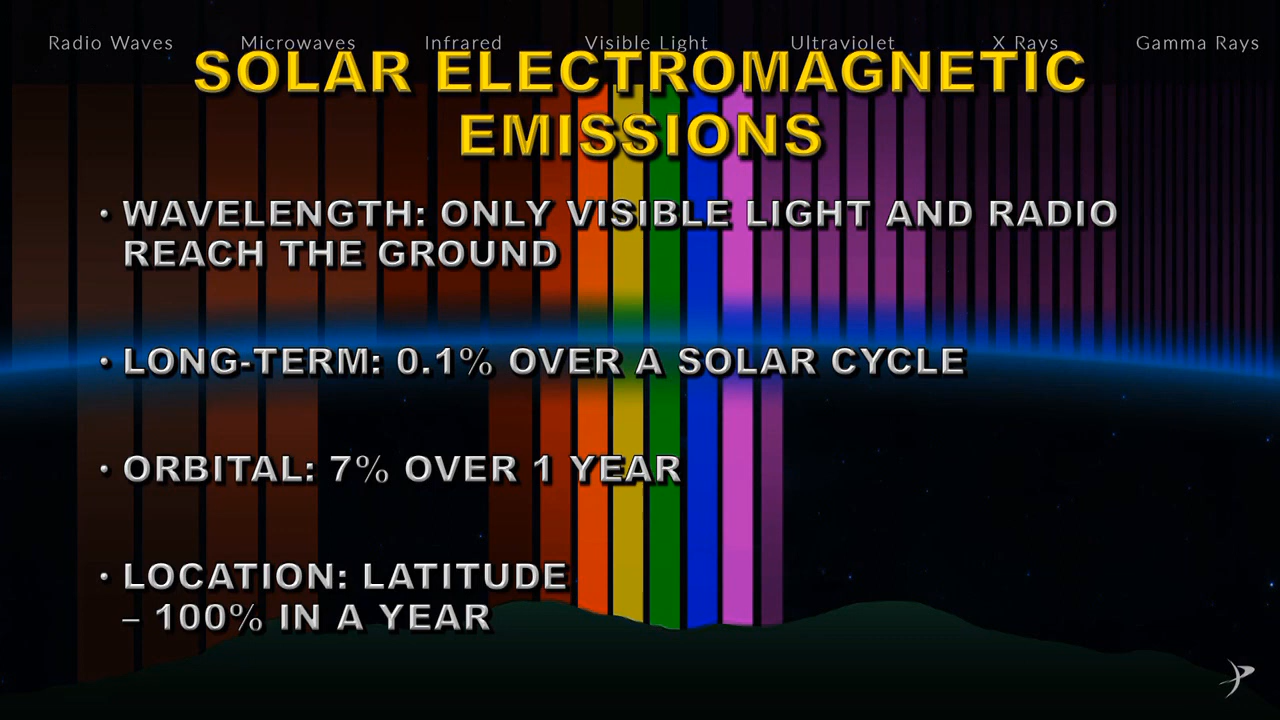 Radio Waves Microwaves Infrared Visible Light Ultraviolet X Rays Gamma Rays
SOLAR ELECTROMAGNETIC
EMISSIONS
• WAVELENGTH: ONLY VISIBLE LIGHT AND RADIO
REACH THE GROUND
• LONG-TERM: 0.1% OVER A SOLAR CYCLE
• ORBITAL: 7% OVER 1 YEAR
• LOCATION: LATITUDE
– 100% IN A YEAR